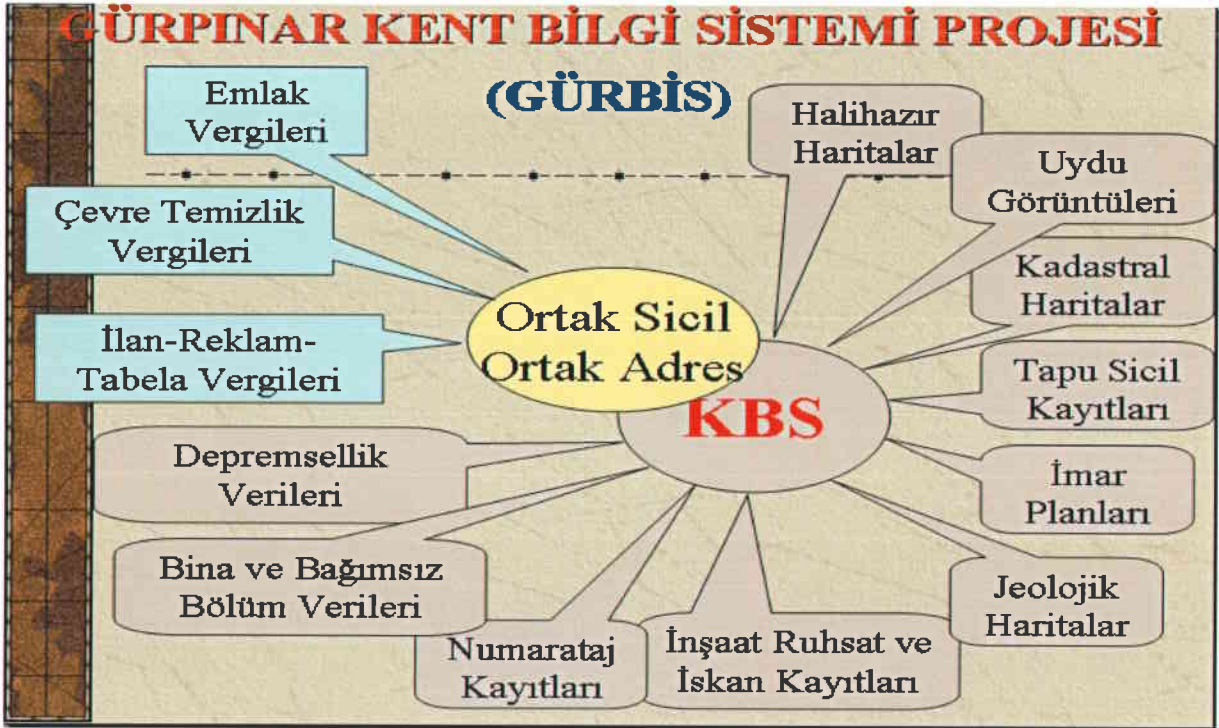 GÜRPINAR KENT BİLGİ SİSTEMİ PROJESİ
(GÜRBİS)
Emlak
Vergileri
Çevre Temizlik
Vergileri
İlan-Reklam-
Tabela Vergileri
Ortak Sicil
Ortak Adres
KBS
Halihazır
Haritalar
Uydu
Görüntüleri
Kadastral
Haritalar
Tapu Sicil
Kayıtları
İmar
Planları
Jeolojik
Haritalar
İnşaat Ruhsat ve
İskan Kayıtları
Numarataj
Kayıtları
Bina ve Bağımsız
Bölüm Verileri
Depremsellik
Verileri